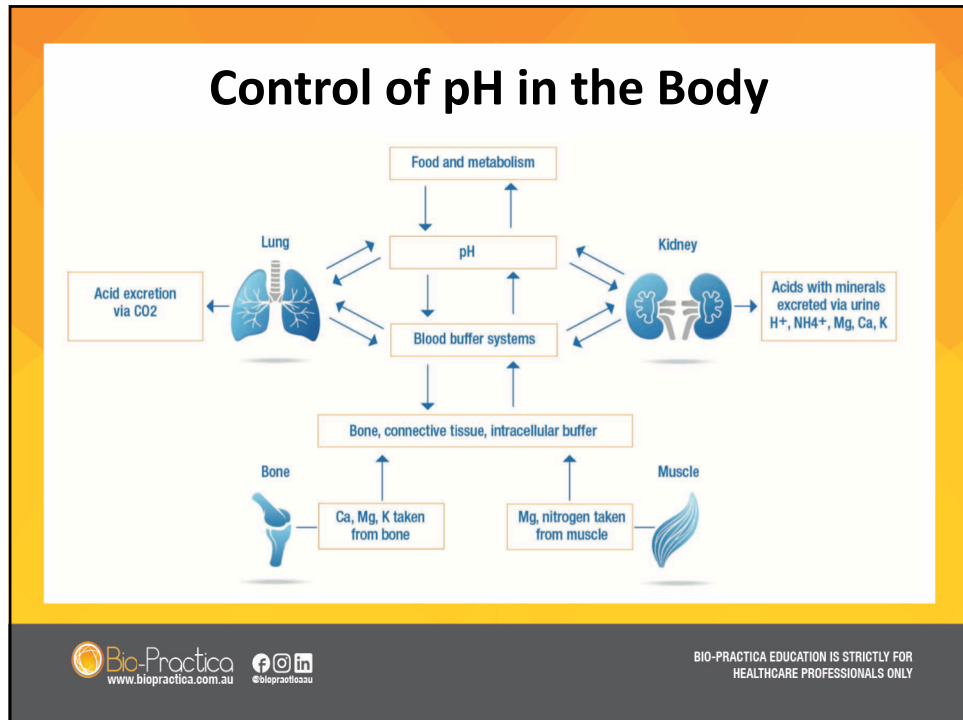 Control of pH in the Body
Food and metabolism
Lung
pH
Kidney
Acid excretion
via CO2
Acids with minerals
excreted via urine
H+, NH4+, Mg, Ca, K
Blood buffer systems
Bone, connective tissue, intracellular buffer
Bone
Muscle
Ca, Mg, K taken
from bone
Mg, nitrogen taken
from muscle
Bio-Practica
www.biopractica.com.au
@biopracticaau
BIO-PRACTICA EDUCATION IS STRICTLY FOR
HEALTHCARE PROFESSIONALS ONLY